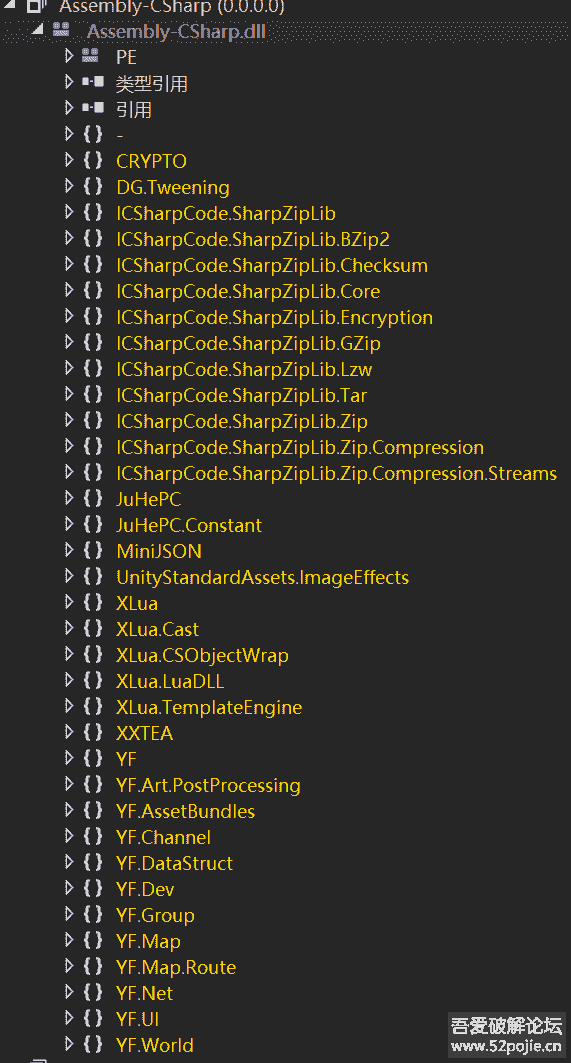 Assembly-CSharp (0.0.0.0)
Assembly-CSharp.dll
PE
类型引用
引用
{ } -
{ } CRYPTO
{ } DG.Tweening
{ } ICSharpCode.SharpZipLib
{ } ICSharpCode.SharpZipLib.BZip2
{ } ICSharpCode.SharpZipLib.Checksum
{ } ICSharpCode.SharpZipLib.Core
{ } ICSharpCode.SharpZipLib.Encryption
{ } ICSharpCode.SharpZipLib.GZip
{ } ICSharpCode.SharpZipLib.Lzw
{ } ICSharpCode.SharpZipLib.Tar
{ } ICSharpCode.SharpZipLib.Zip
{ } ICSharpCode.SharpZipLib.Zip.Compression
{ } ICSharpCode.SharpZipLib.Zip.Compression.Streams
{ } JuHePC
{ } JuHePC.Constant
{ } MiniJSON
{ } UnityStandardAssets.ImageEffects
{ } XLua
{ } XLua.Cast
{ } XLua.CSObjectWrap
{ } XLua.LuaDLL
{ } XLua.TemplateEngine
{ } XXTEA
{ } YF
{ } YF.Art.PostProcessing
{ } YF.AssetBundles
{ } YF.Channel
{ } YF.DataStruct
{ } YF.Dev
{ } YF.Group
{ } YF.Map
{ } YF.Map.Route
{ } YF.Net
{ } YF.UI
{ } YF.World
吾爱破解论坛
www.52pojie.cn